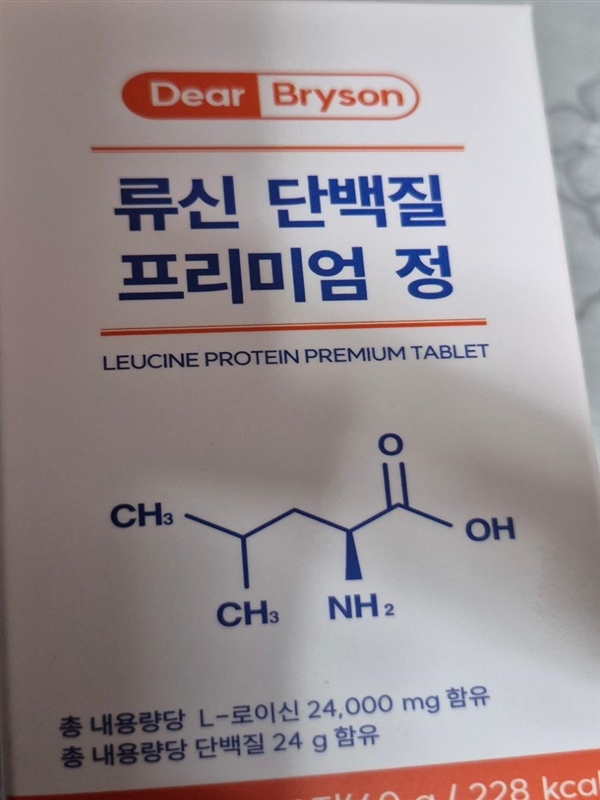 Dear Bryson
류신 단백질
프리미엄 정
LEUCINE PROTEIN PREMIUM TABLET
O
CH₃
OH
CH₃ NH₂
총 내용량당 L-로이신 24,000 mg 함유
총 내용량당 단백질 24 g 함유
g / 228 kcal